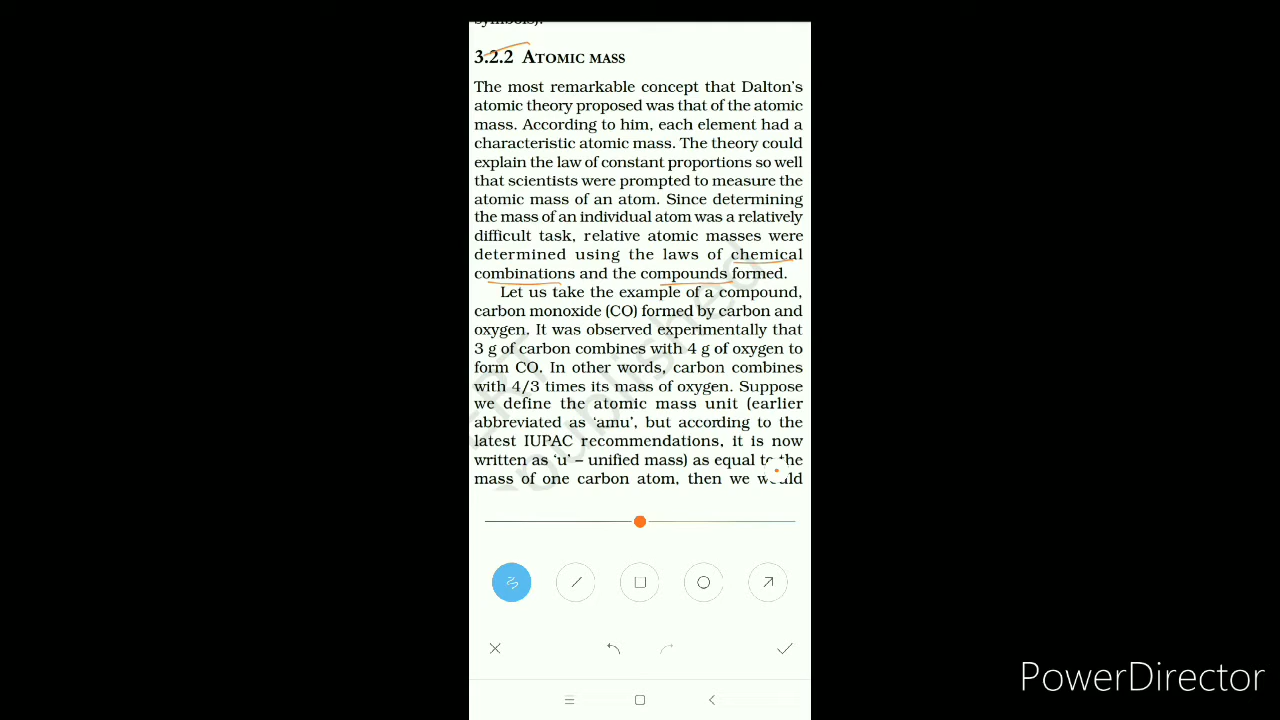 symbols).
3.2.2 ATOMIC MASS
The most remarkable concept that Dalton's
atomic theory proposed was that of the atomic
mass. According to him, each element had a
characteristic atomic mass. The theory could
explain the law of constant proportions so well
that scientists were prompted to measure the
atomic mass of an atom. Since determining
the mass of an individual atom was a relatively
difficult task, relative atomic masses were
determined using the laws of chemical
combinations and the compounds formed.
Let us take the example of a compound,
carbon monoxide (CO) formed by carbon and
oxygen. It was observed experimentally that
3 g of carbon combines with 4 g of oxygen to
form CO. In other words, carbon combines
with 4/3 times its mass of oxygen. Suppose
we define the atomic mass unit (earlier
abbreviated as ‘amu’, but according to the
latest IUPAC recommendations, it is now
written as ‘u’ – unified mass) as equal to the
mass of one carbon atom, then we would
PowerDirector